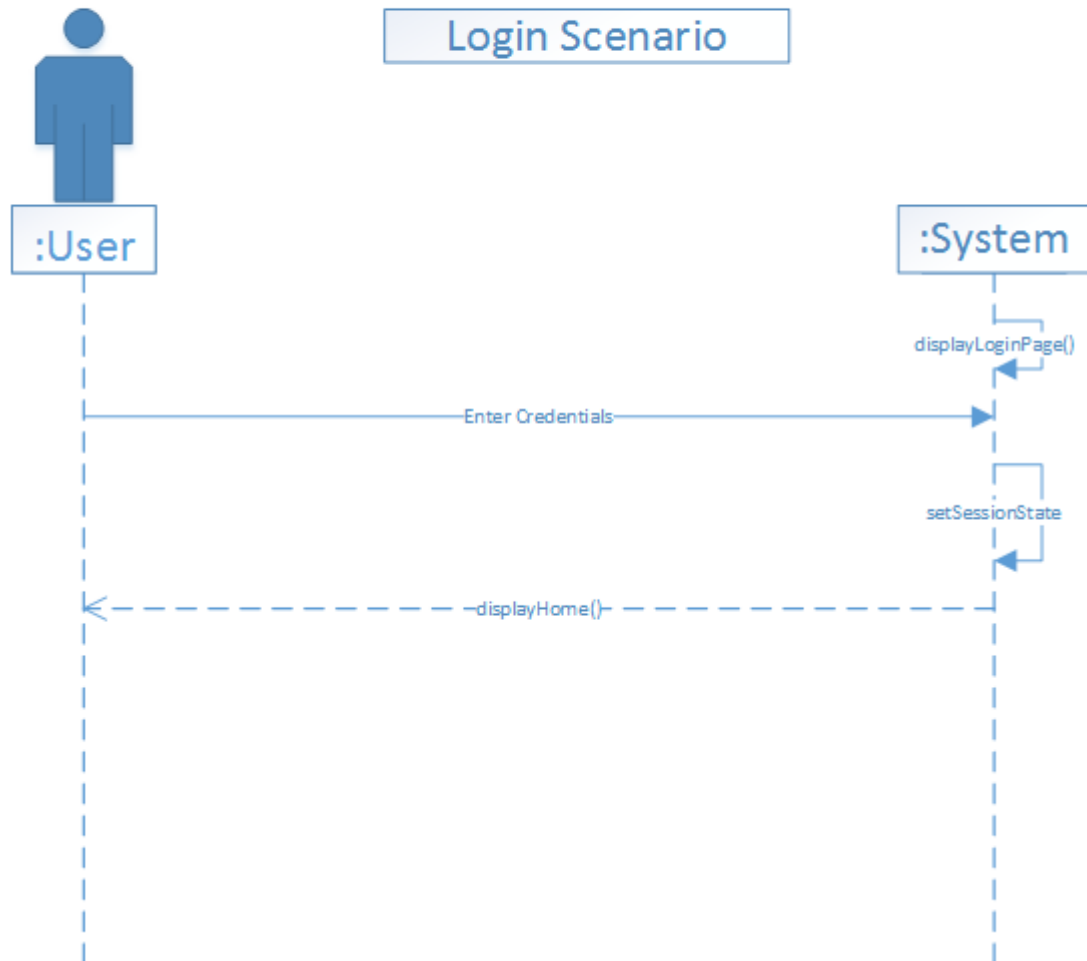 Login Scenario
:User
:System
displayLoginPage()
Enter Credentials
setSessionState
displayHome()